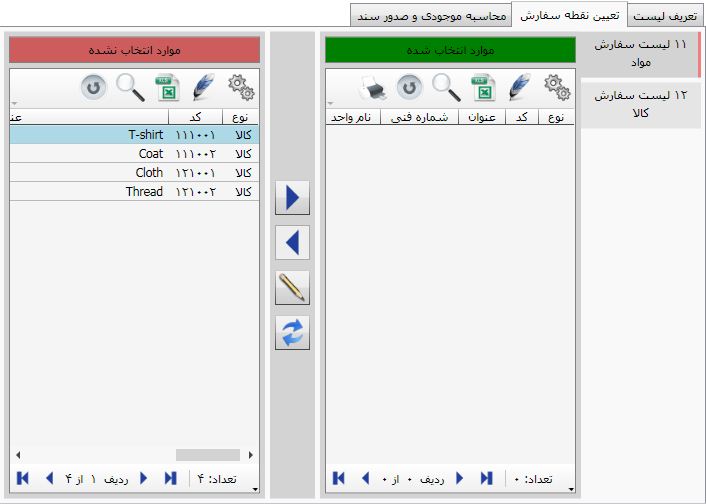 تعریف لیست
تعیین نقطه سفارش
محاسبه موجودی و صدور سند
۱۱ لیست سفارش
مواد
۱۲ لیست سفارش
کالا
موارد انتخاب شده
نوع کد عنوان شماره فنی نام واحد
تعداد: ۰ ردیف ۰ از ۰
موارد انتخاب نشده
نوع کد عن
کالا ۱۱۱۰۰۱ T-shirt
کالا ۱۱۱۰۰۲ Coat
کالا ۱۲۱۰۰۱ Cloth
کالا ۱۲۱۰۰۲ Thread
تعداد: ۴ ردیف ۱ از ۴